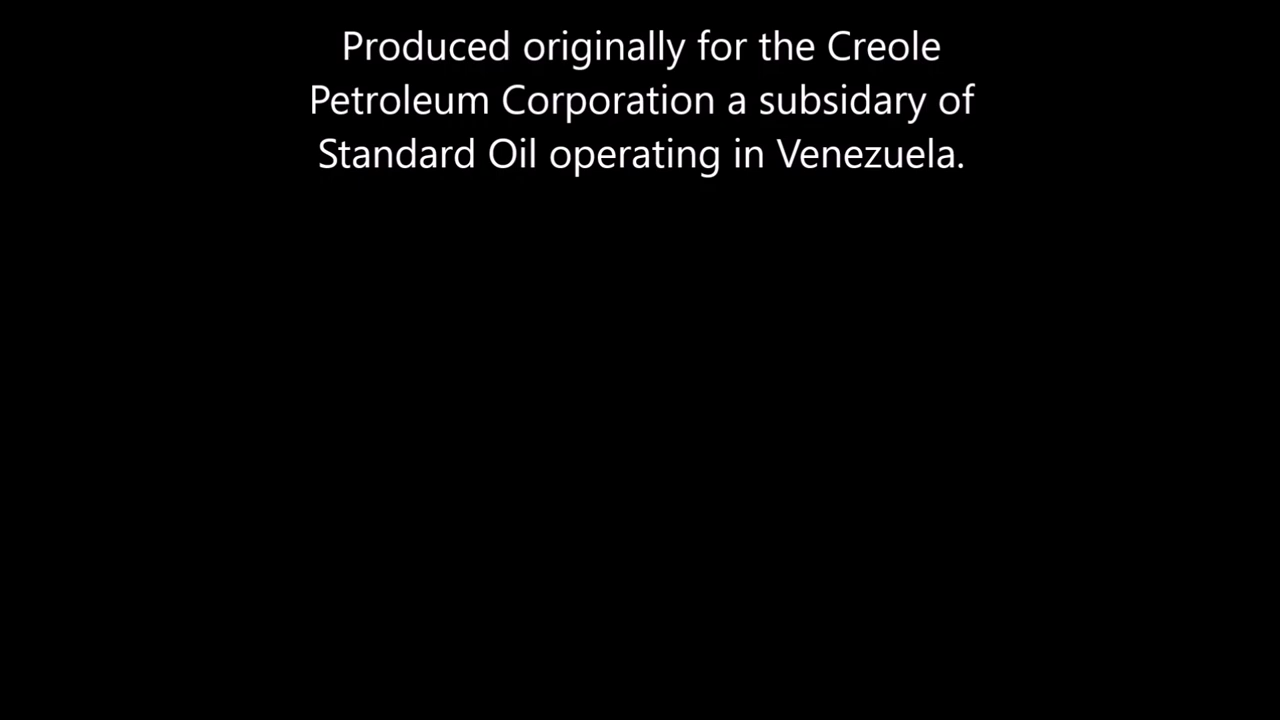 Produced originally for the Creole
Petroleum Corporation a subsidary of
Standard Oil operating in Venezuela.